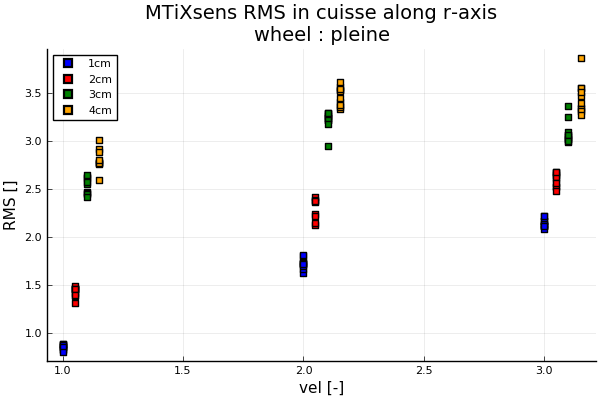 MTiXsens RMS in cuisse along r-axis
wheel : pleine
1cm
2cm
3cm
4cm
RMS []
3.5
3.0
2.5
2.0
1.5
1.0
1.0 1.5 2.0 2.5 3.0
vel [-]